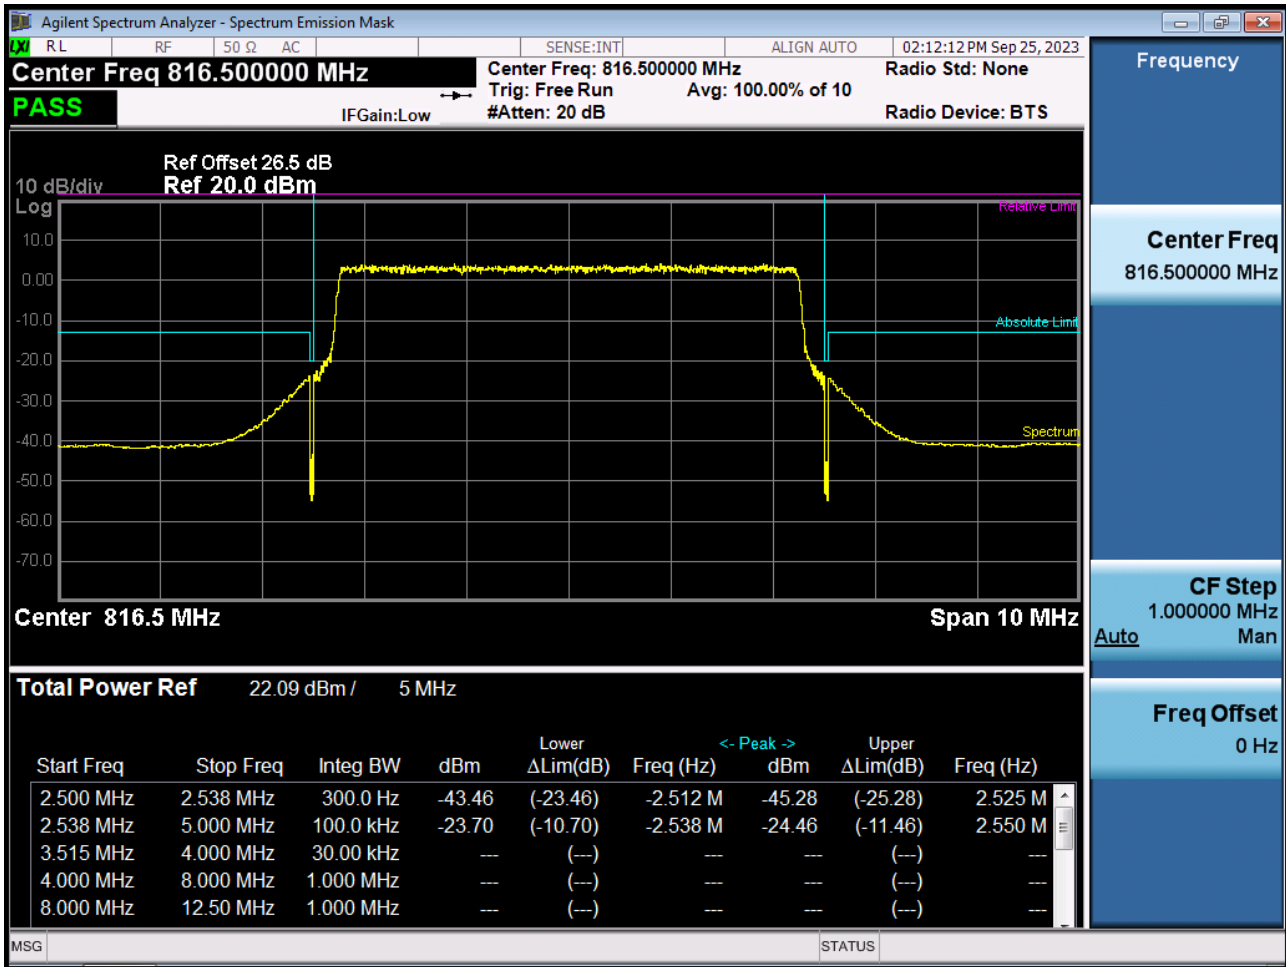 Agilent Spectrum Analyzer - Spectrum Emission Mask
LXI RL RF 50 Ω AC SENSE:INT ALIGN AUTO 02:12:12 PM Sep 25, 2023
Center Freq 816.500000 MHz
Center Freq: 816.500000 MHz Radio Std: None
Trig: Free Run Avg: 100.00% of 10
PASS
IFGain:Low #Atten: 20 dB Radio Device: BTS
Ref Offset 26.5 dB
10 dB/div Ref 20.0 dBm
Log
Relative Limit
10.0
0.00
-10.0
Absolute Limit
-20.0
-30.0
-40.0
Spectrum
-50.0
-60.0
-70.0
Center 816.5 MHz Span 10 MHz
Total Power Ref 22.09 dBm / 5 MHz
Lower <- Peak -> Upper
Start Freq Stop Freq Integ BW dBm ΔLim(dB) Freq (Hz) dBm ΔLim(dB) Freq (Hz)
2.500 MHz 2.538 MHz 300.0 Hz -43.46 (-23.46) -2.512 M -45.28 (-25.28) 2.525 M
2.538 MHz 5.000 MHz 100.0 kHz -23.70 (-10.70) -2.538 M -24.46 (-11.46) 2.550 M
3.515 MHz 4.000 MHz 30.00 kHz --- (---) --- --- (---) ---
4.000 MHz 8.000 MHz 1.000 MHz --- (---) --- --- (---) ---
8.000 MHz 12.50 MHz 1.000 MHz --- (---) --- --- (---) ---
MSG STATUS
Frequency
Center Freq
816.500000 MHz
CF Step
1.000000 MHz
Auto Man
Freq Offset
0 Hz